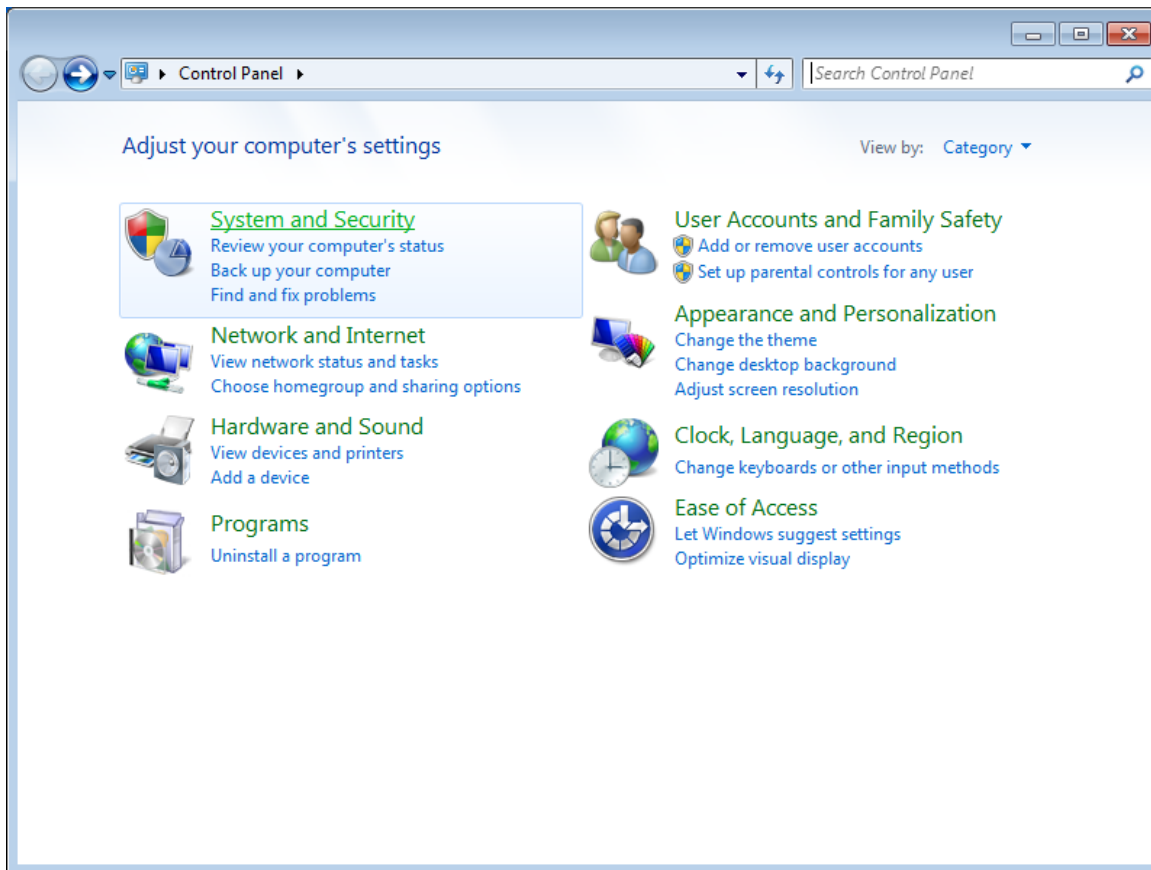 Control Panel
Search Control Panel
Adjust your computer's settings
View by: Category
System and Security
Review your computer's status
Back up your computer
Find and fix problems
Network and Internet
View network status and tasks
Choose homegroup and sharing options
Hardware and Sound
View devices and printers
Add a device
Programs
Uninstall a program
User Accounts and Family Safety
Add or remove user accounts
Set up parental controls for any user
Appearance and Personalization
Change the theme
Change desktop background
Adjust screen resolution
Clock, Language, and Region
Change keyboards or other input methods
Ease of Access
Let Windows suggest settings
Optimize visual display